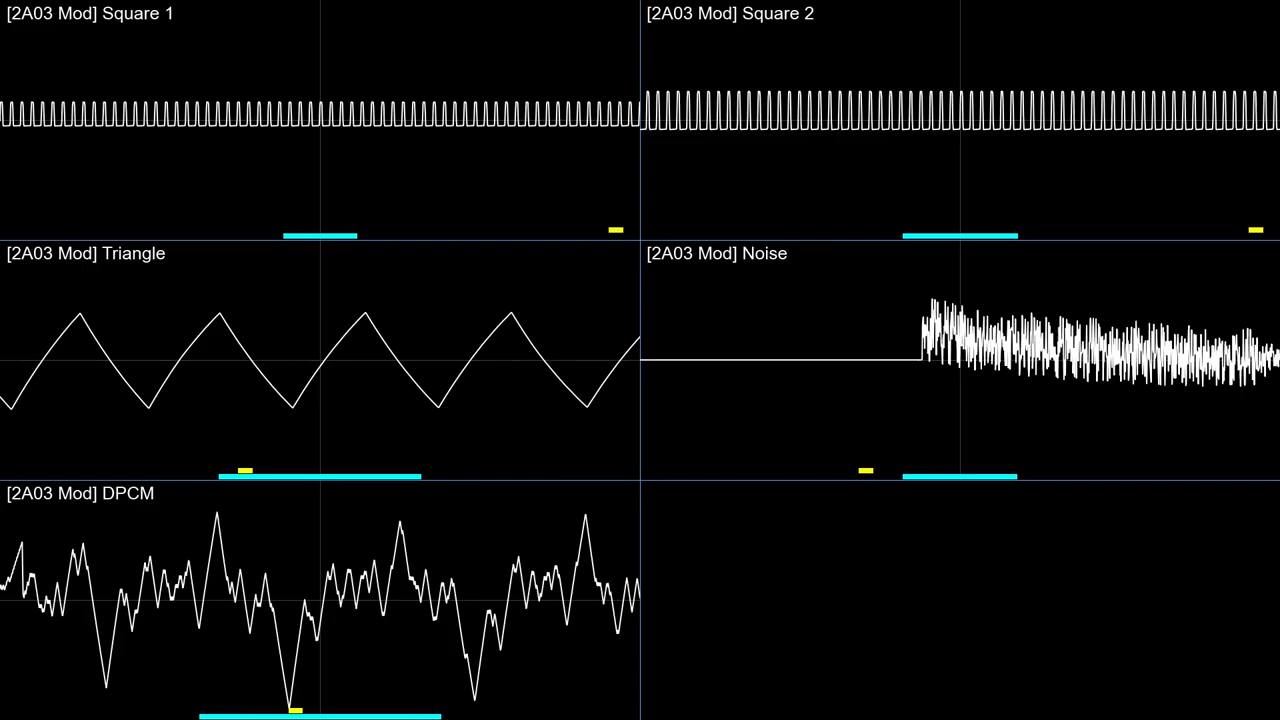 [2A03 Mod] Square 1
[2A03 Mod] Square 2
[2A03 Mod] Triangle
[2A03 Mod] Noise
[2A03 Mod] DPCM